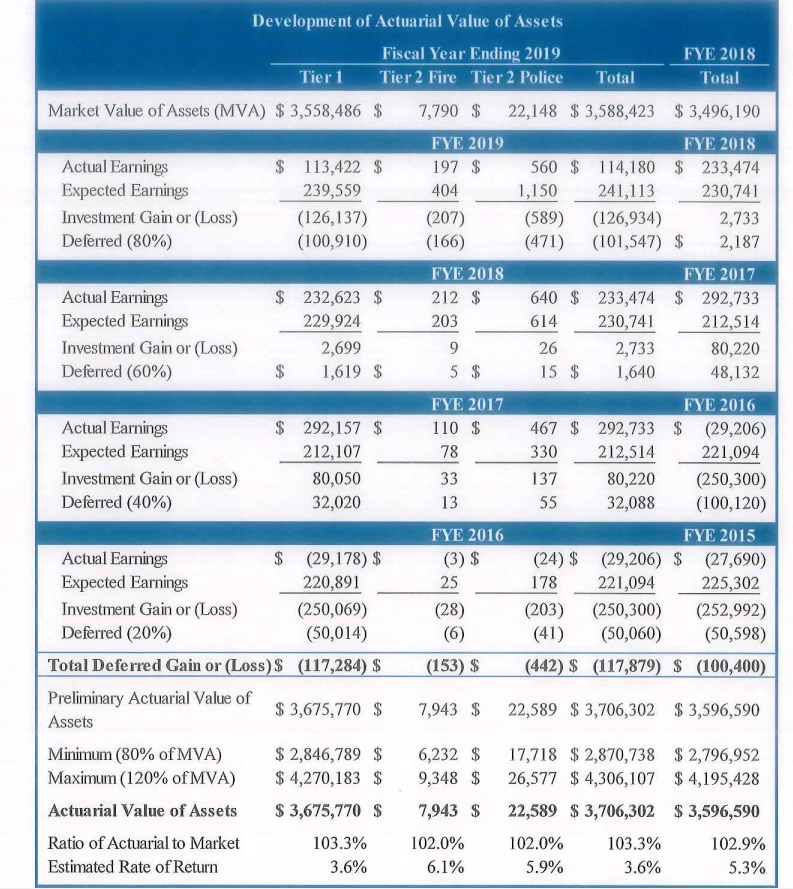 Development of Actuarial Value of Assets
Fiscal Year Ending 2019 FYE 2018
Tier 1 Tier 2 Fire Tier 2 Police Total Total
Market Value of Assets (MVA) $ 3,558,486 $ 7,790 $ 22,148 $ 3,588,423 $ 3,496,190
FYE 2019 FYE 2018
Actual Earnings $ 113,422 $ 197 $ 560 $ 114,180 $ 233,474
Expected Earnings 239,559 404 1,150 241,113 230,741
Investment Gain or (Loss) (126,137) (207) (589) (126,934) 2,733
Deferred (80%) (100,910) (166) (471) (101,547) $ 2,187
FYE 2018 FYE 2017
Actual Earnings $ 232,623 $ 212 $ 640 $ 233,474 $ 292,733
Expected Earnings 229,924 203 614 230,741 212,514
Investment Gain or (Loss) 2,699 9 26 2,733 80,220
Deferred (60%) $ 1,619 $ 5 $ 15 $ 1,640 48,132
FYE 2017 FYE 2016
Actual Earnings $ 292,157 $ 110 $ 467 $ 292,733 $ (29,206)
Expected Earnings 212,107 78 330 212,514 221,094
Investment Gain or (Loss) 80,050 33 137 80,220 (250,300)
Deferred (40%) 32,020 13 55 32,088 (100,120)
FYE 2016 FYE 2015
Actual Earnings $ (29,178) $ (3) $ (24) $ (29,206) $ (27,690)
Expected Earnings 220,891 25 178 221,094 225,302
Investment Gain or (Loss) (250,069) (28) (203) (250,300) (252,992)
Deferred (20%) (50,014) (6) (41) (50,060) (50,598)
Total Deferred Gain or (Loss) $ (117,284) $ (153) $ (442) $ (117,879) $ (100,400)
Preliminary Actuarial Value of
Assets $ 3,675,770 $ 7,943 $ 22,589 $ 3,706,302 $ 3,596,590
Minimum (80% of MVA) $ 2,846,789 $ 6,232 $ 17,718 $ 2,870,738 $ 2,796,952
Maximum (120% of MVA) $ 4,270,183 $ 9,348 $ 26,577 $ 4,306,107 $ 4,195,428
Actuarial Value of Assets $ 3,675,770 $ 7,943 $ 22,589 $ 3,706,302 $ 3,596,590
Ratio of Actuarial to Market 103.3% 102.0% 102.0% 103.3% 102.9%
Estimated Rate of Return 3.6% 6.1% 5.9% 3.6% 5.3%